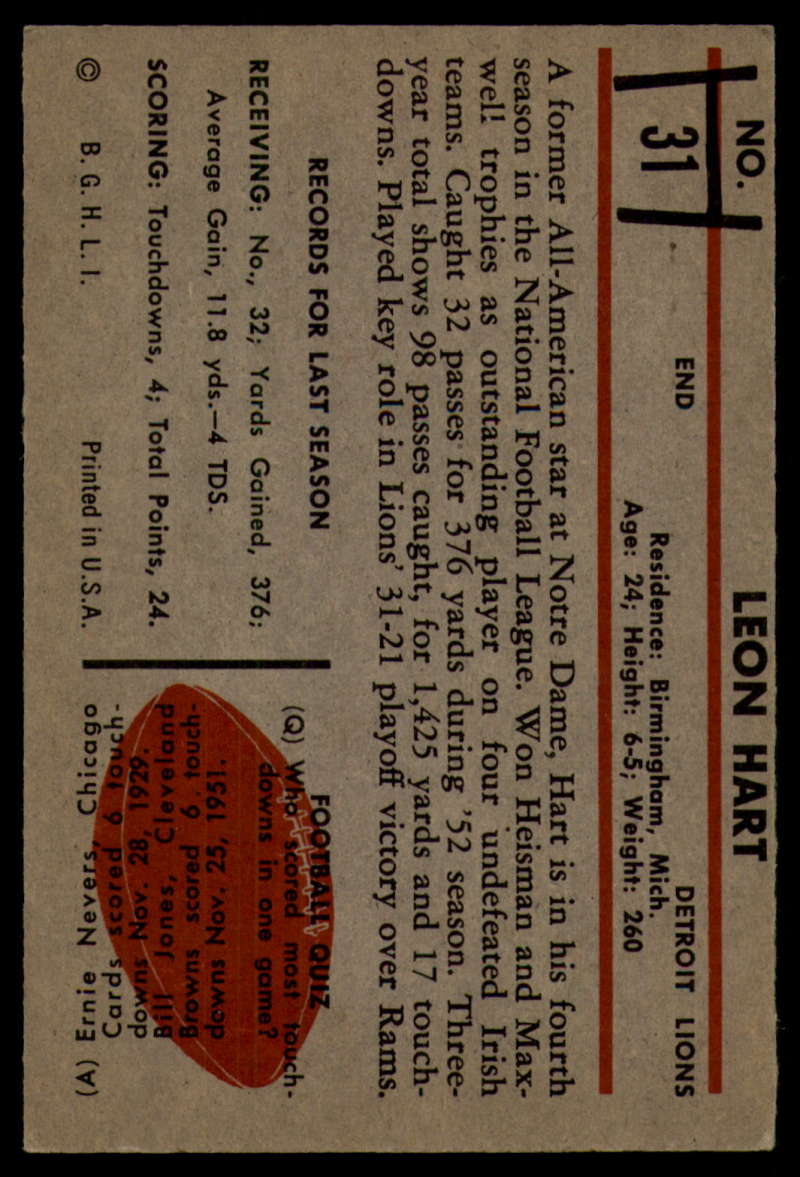 NO.
31
LEON HART
END
DETROIT LIONS
Residence: Birmingham, Mich.
Age: 24; Height: 6-5; Weight: 260
A former All-American star at Notre Dame, Hart is in his fourth
season in the National Football League. Won Heisman and Max-
well trophies as outstanding player on four undefeated Irish
teams. Caught 32 passes for 376 yards during '52 season. Three-
year total shows 98 passes caught, for 1,425 yards and 17 touch-
downs. Played key role in Lions' 31-21 playoff victory over Rams.
RECORDS FOR LAST SEASON
RECEIVING: No., 32; Yards Gained, 376;
Average Gain, 11.8 yds.—4 TDS.
SCORING: Touchdowns, 4; Total Points, 24.
© B. G. H. L. I.
Printed in U.S.A.
FOOTBALL QUIZ
(Q) Who scored most touch-
downs in one game?
(A) Ernie Nevers, Chicago
Cards scored 6 touch-
downs Nov. 28, 1929.
Bill Jones, Cleveland
Browns scored 6 touch-
downs Nov. 25, 1951.